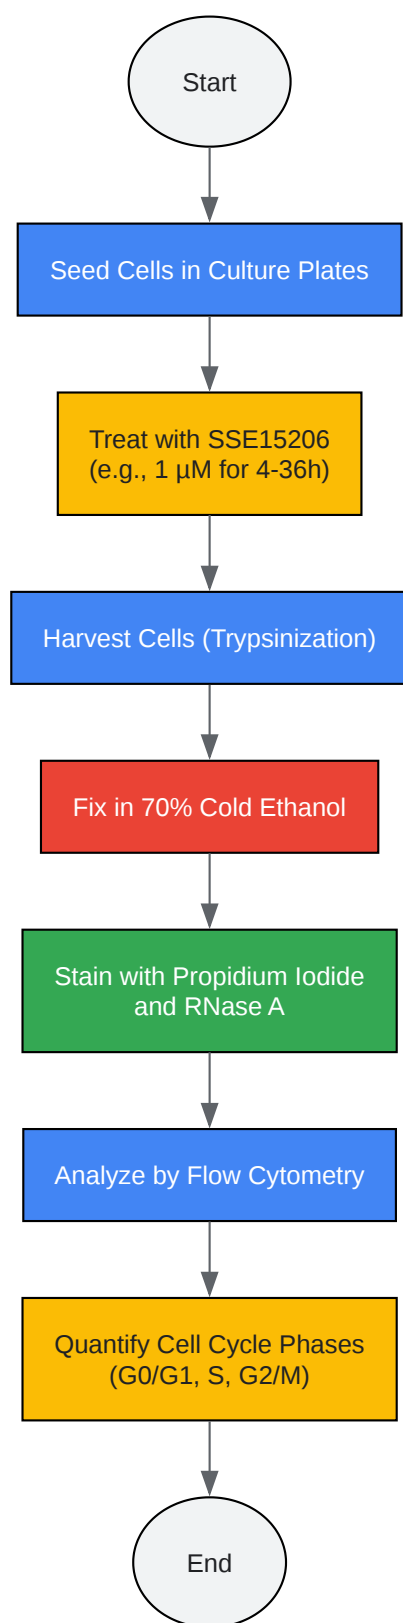 Start
Seed Cells in Culture Plates
Treat with SSE15206
(e.g., 1 µM for 4-36h)
Harvest Cells (Trypsinization)
Fix in 70% Cold Ethanol
Stain with Propidium Iodide
and RNase A
Analyze by Flow Cytometry
Quantify Cell Cycle Phases
(G0/G1, S, G2/M)
End